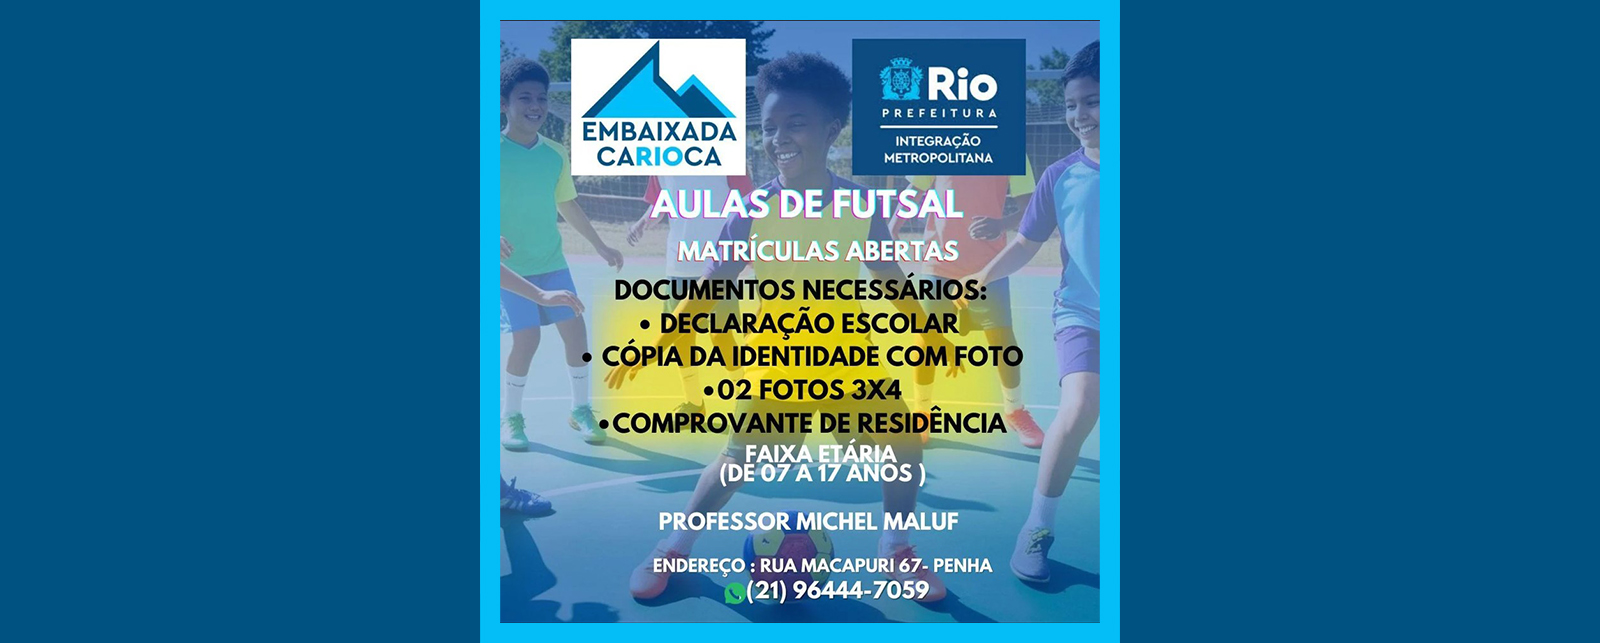 EMBAIXADA
CARIOCA
Rio
PREFEITURA
INTEGRAÇÃO
METROPOLITANA
AULAS DE FUTSAL
MATRÍCULAS ABERTAS
DOCUMENTOS NECESSÁRIOS:
• DECLARAÇÃO ESCOLAR
• CÓPIA DA IDENTIDADE COM FOTO
•02 FOTOS 3X4
•COMPROVANTE DE RESIDÊNCIA
FAIXA ETÁRIA
(DE 07 A 17 ANOS )
PROFESSOR MICHEL MALUF
ENDEREÇO : RUA MACAPURI 67- PENHA
(21) 96444-7059